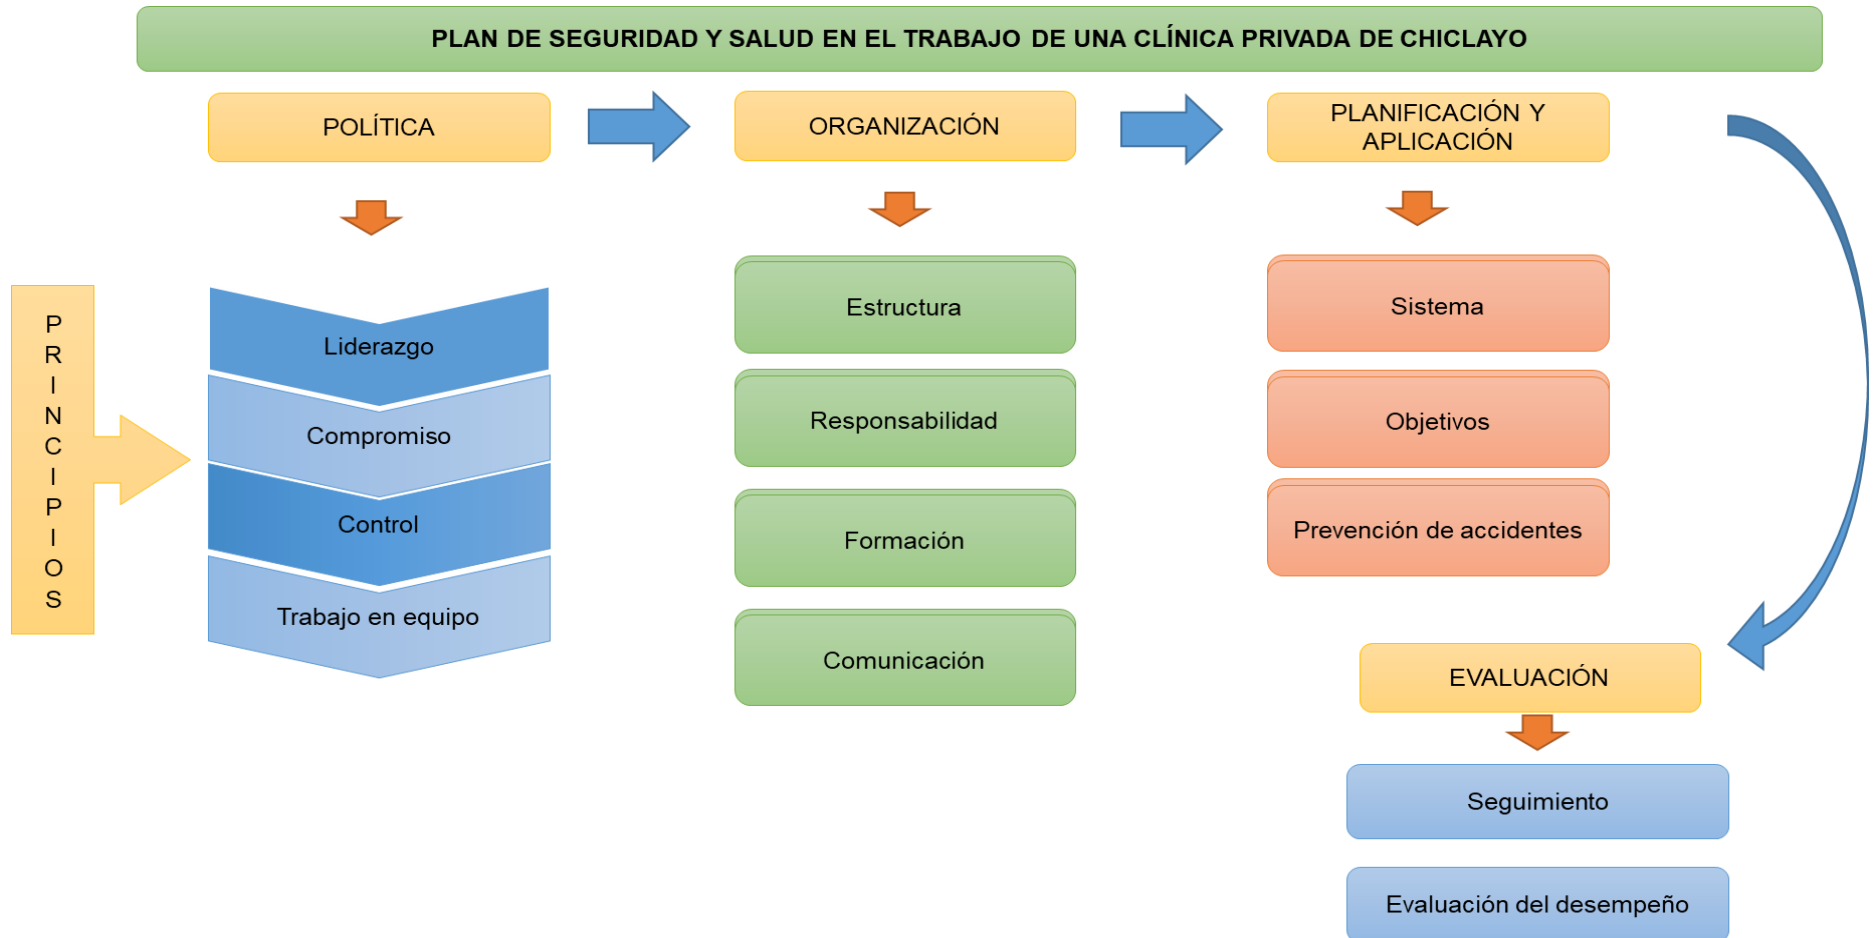 PLAN DE SEGURIDAD Y SALUD EN EL TRABAJO DE UNA CLÍNICA PRIVADA DE CHICLAYO
POLÍTICA
ORGANIZACIÓN
PLANIFICACIÓN Y
APLICACIÓN
PRINCIPIOS
Liderazgo
Compromiso
Control
Trabajo en equipo
Estructura
Responsabilidad
Formación
Comunicación
Sistema
Objetivos
Prevención de accidentes
EVALUACIÓN
Seguimiento
Evaluación del desempeño